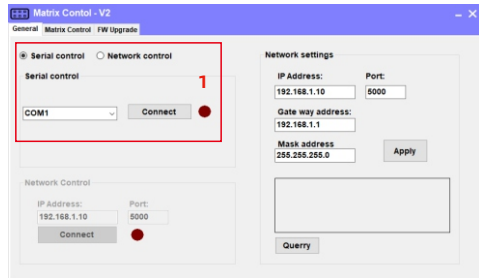 Matrix Contol - V2
General Matrix Control FW Upgrade
Serial control Network control
Serial control
1
COM1 Connect
Network Control
IP Address: Port:
192.168.1.10 5000
Connect
Network settings
IP Address: Port:
192.168.1.10 5000
Gate way address:
192.168.1.1
Mask address
255.255.255.0
Apply
Querry